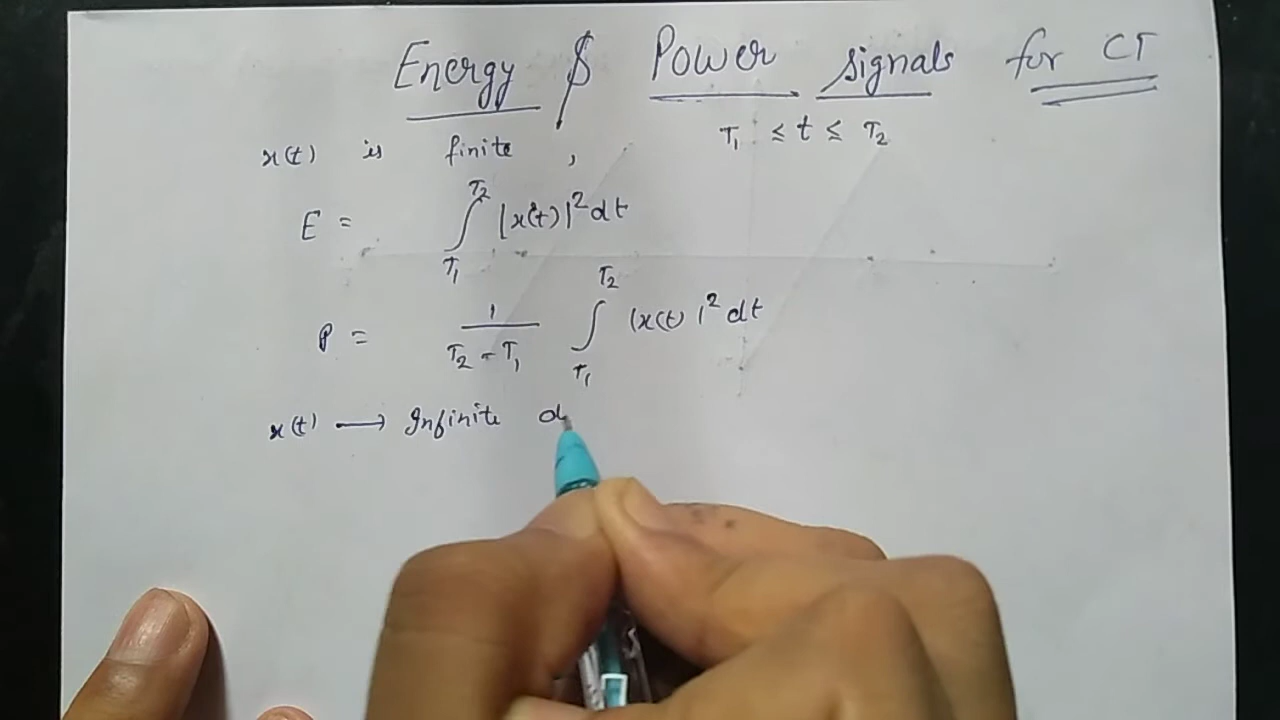 Energy & Power signals for CT
x(t) is finite , T₁ ≤ t ≤ T₂
E = ∫_{T₁}^{T₂} |x(t)|² dt
P = 1/(T₂ - T₁) ∫_{T₁}^{T₂} |x(t)|² dt
x(t) → Infinite d